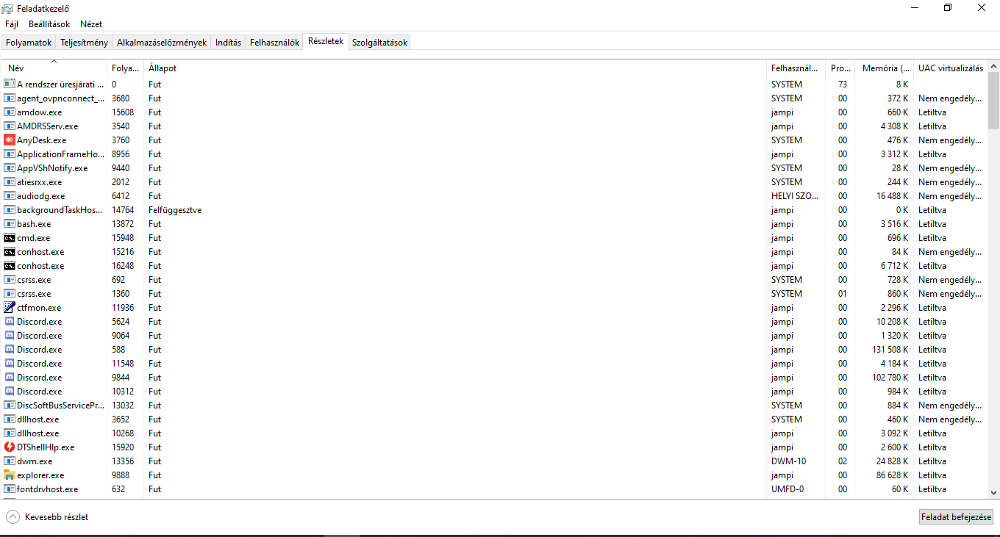 Feladatkezelő
Fájl Beállítások Nézet
Folyamatok Teljesítmény Alkalmazáselőzmények Indítás Felhasználók Részletek Szolgáltatások
Név Folya... Állapot Felhasznál... Pro... Memória (... UAC virtualizálás
A rendszer üresjárati ... 0 Fut SYSTEM 73 8 K
agent_ovpnconnect_... 3680 Fut SYSTEM 00 372 K Nem engedély...
amdow.exe 15608 Fut jampi 00 660 K Letiltva
AMDRSServ.exe 3540 Fut jampi 00 4 308 K Letiltva
AnyDesk.exe 3760 Fut SYSTEM 00 476 K Nem engedély...
ApplicationFrameHo... 8956 Fut jampi 00 3 312 K Letiltva
AppVShNotify.exe 9440 Fut SYSTEM 00 28 K Nem engedély...
atiesrxx.exe 2012 Fut SYSTEM 00 244 K Nem engedély...
audiodg.exe 6412 Fut HELYI SZO... 00 16 488 K Nem engedély...
backgroundTaskHos... 14764 Felfüggesztve jampi 00 0 K Letiltva
bash.exe 13872 Fut jampi 00 3 516 K Letiltva
cmd.exe 15948 Fut jampi 00 696 K Letiltva
conhost.exe 15216 Fut jampi 00 84 K Nem engedély...
conhost.exe 16248 Fut jampi 00 6 712 K Letiltva
csrss.exe 692 Fut SYSTEM 00 728 K Nem engedély...
csrss.exe 1360 Fut SYSTEM 01 860 K Nem engedély...
ctfmon.exe 11936 Fut jampi 00 2 296 K Letiltva
Discord.exe 5624 Fut jampi 00 10 208 K Letiltva
Discord.exe 9064 Fut jampi 00 1 320 K Letiltva
Discord.exe 588 Fut jampi 00 131 508 K Letiltva
Discord.exe 11548 Fut jampi 00 4 184 K Letiltva
Discord.exe 9844 Fut jampi 00 102 780 K Letiltva
Discord.exe 10312 Fut jampi 00 984 K Letiltva
DiscSoftBusServicePr... 13032 Fut SYSTEM 00 884 K Nem engedély...
dllhost.exe 3652 Fut SYSTEM 00 460 K Nem engedély...
dllhost.exe 10268 Fut jampi 00 3 092 K Letiltva
DTShellHlp.exe 15920 Fut jampi 00 2 600 K Letiltva
dwm.exe 13356 Fut DWM-10 02 24 828 K Letiltva
explorer.exe 9888 Fut jampi 00 86 628 K Letiltva
fontdrvhost.exe 632 Fut UMFD-0 00 60 K Letiltva
Kevesebb részlet Feladat befejezése